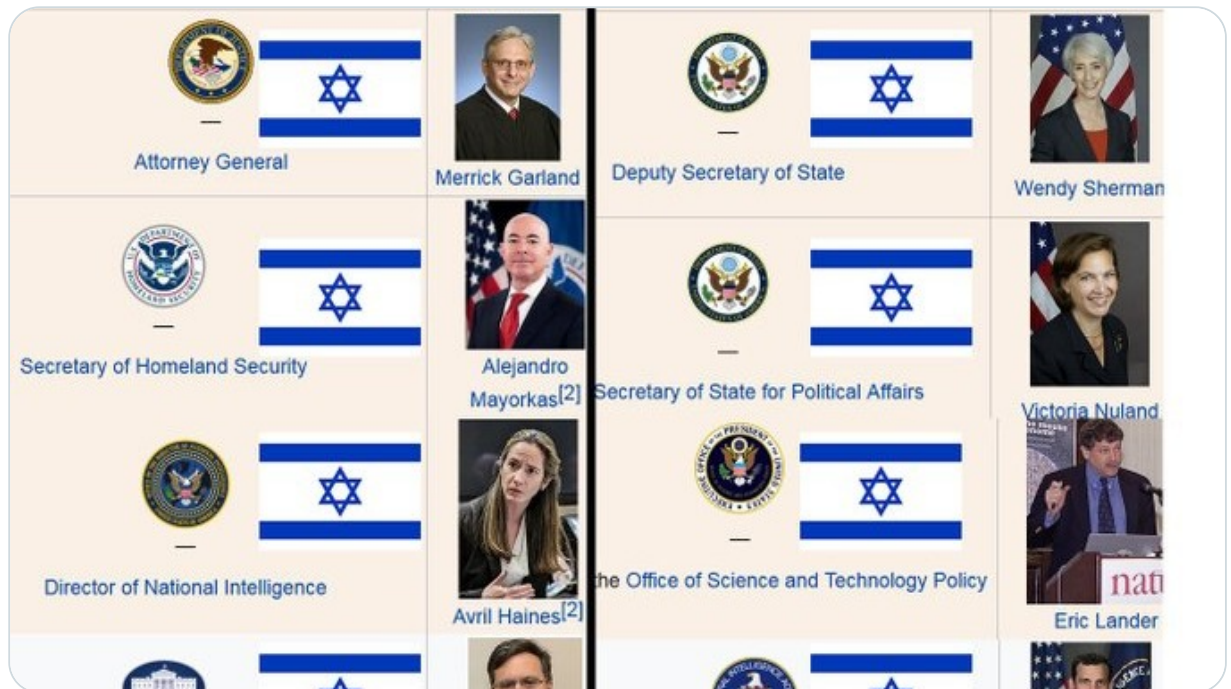 Attorney General
Merrick Garland
Secretary of Homeland Security
Alejandro
Mayorkas[2]
Director of National Intelligence
Avril Haines[2]
Deputy Secretary of State
Wendy Sherman
Secretary of State for Political Affairs
Victoria Nuland
the Office of Science and Technology Policy
Eric Lander